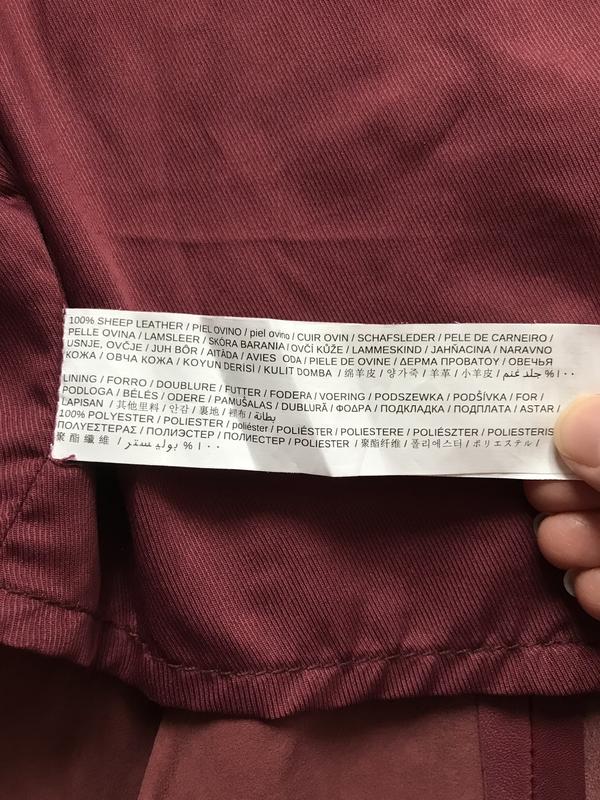 100% SHEEP LEATHER / PIEL OVINO / piel ovino / CUIR OVIN / SCHAFSLEDER / PELE DE CARNEIRO /
PELLE OVINA / LAMSLEER / SKÓRA BARANIA / OVČÍ KŮŽE / LAMMESKIND / JAHŇACINA / NARAVNO
USNJE, OVČJE / JUH BŐR / AITĀDA / AVIES ODA / PIELE DE OVINE / ΔΕΡΜΑ ΠΡΟΒΑΤΟΥ / ОВЕЧЬЯ
КОЖА / ОВЧА КОЖА / KOYUN DERİSİ / KULIT DOMBA / 绵羊皮 / 양가죽 / 羊革 / 小羊皮 / ١٠٠ % جلد غنم
LINING / FORRO / DOUBLURE / FUTTER / FODERA / VOERING / PODSZEWKA / PODŠÍVKA / FOR /
PODLOGA / BÉLÉS / ODERE / PAMUŠALAS / DUBLURĂ / ΦΟΔΡΑ / ПОДКЛАДКА / ПОДПЛАТА / ASTAR /
LAPISAN / 其他里料 / 안감 / 裏地 / 裡布 / بطانة
100% POLYESTER / POLIESTER / poliéster / POLIÉSTER / POLIESTERE / POLIÉSZTER / POLIESTERIS
ΠΟΛΥΕΣΤΕΡΑΣ / ПОЛИЭСТЕР / ПОЛИЕСТЕР / POLIESTER / 聚酯纤维 / 폴리에스터 / ポリエステル /
聚酯纖維 / ١٠٠ % بوليستر